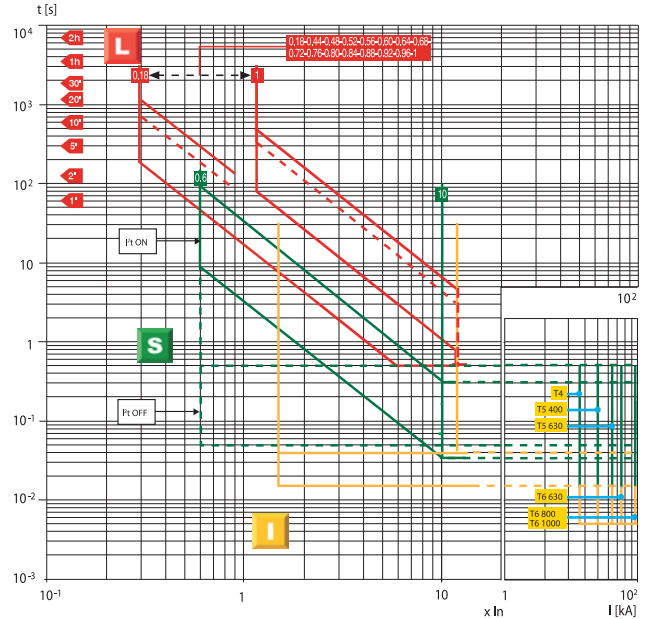 t [s]
10⁴
2h
L
0,18-0,44-0,48-0,52-0,56-0,60-0,64-0,68-
0,72-0,76-0,80-0,84-0,88-0,92-0,96-1
1h
0,18
1
30'
20'
10³
10'
5'
2'
0,6
10²
10
1'
I²t ON
10
10²
1
S
T4
I²t OFF
T5 400
T5 630
10⁻¹
10⁻²
T6 630
T6 800
T6 1000
I
10⁻³
10⁻¹
1
10
1
10
10²
x In
I [kA]